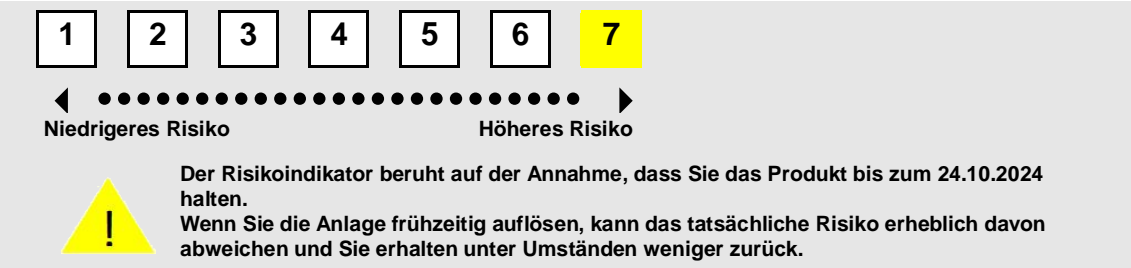 1 2 3 4 5 6 7
Niedrigeres Risiko Höheres Risiko
Der Risikoindikator beruht auf der Annahme, dass Sie das Produkt bis zum 24.10.2024
halten.
Wenn Sie die Anlage frühzeitig auflösen, kann das tatsächliche Risiko erheblich davon
abweichen und Sie erhalten unter Umständen weniger zurück.
!